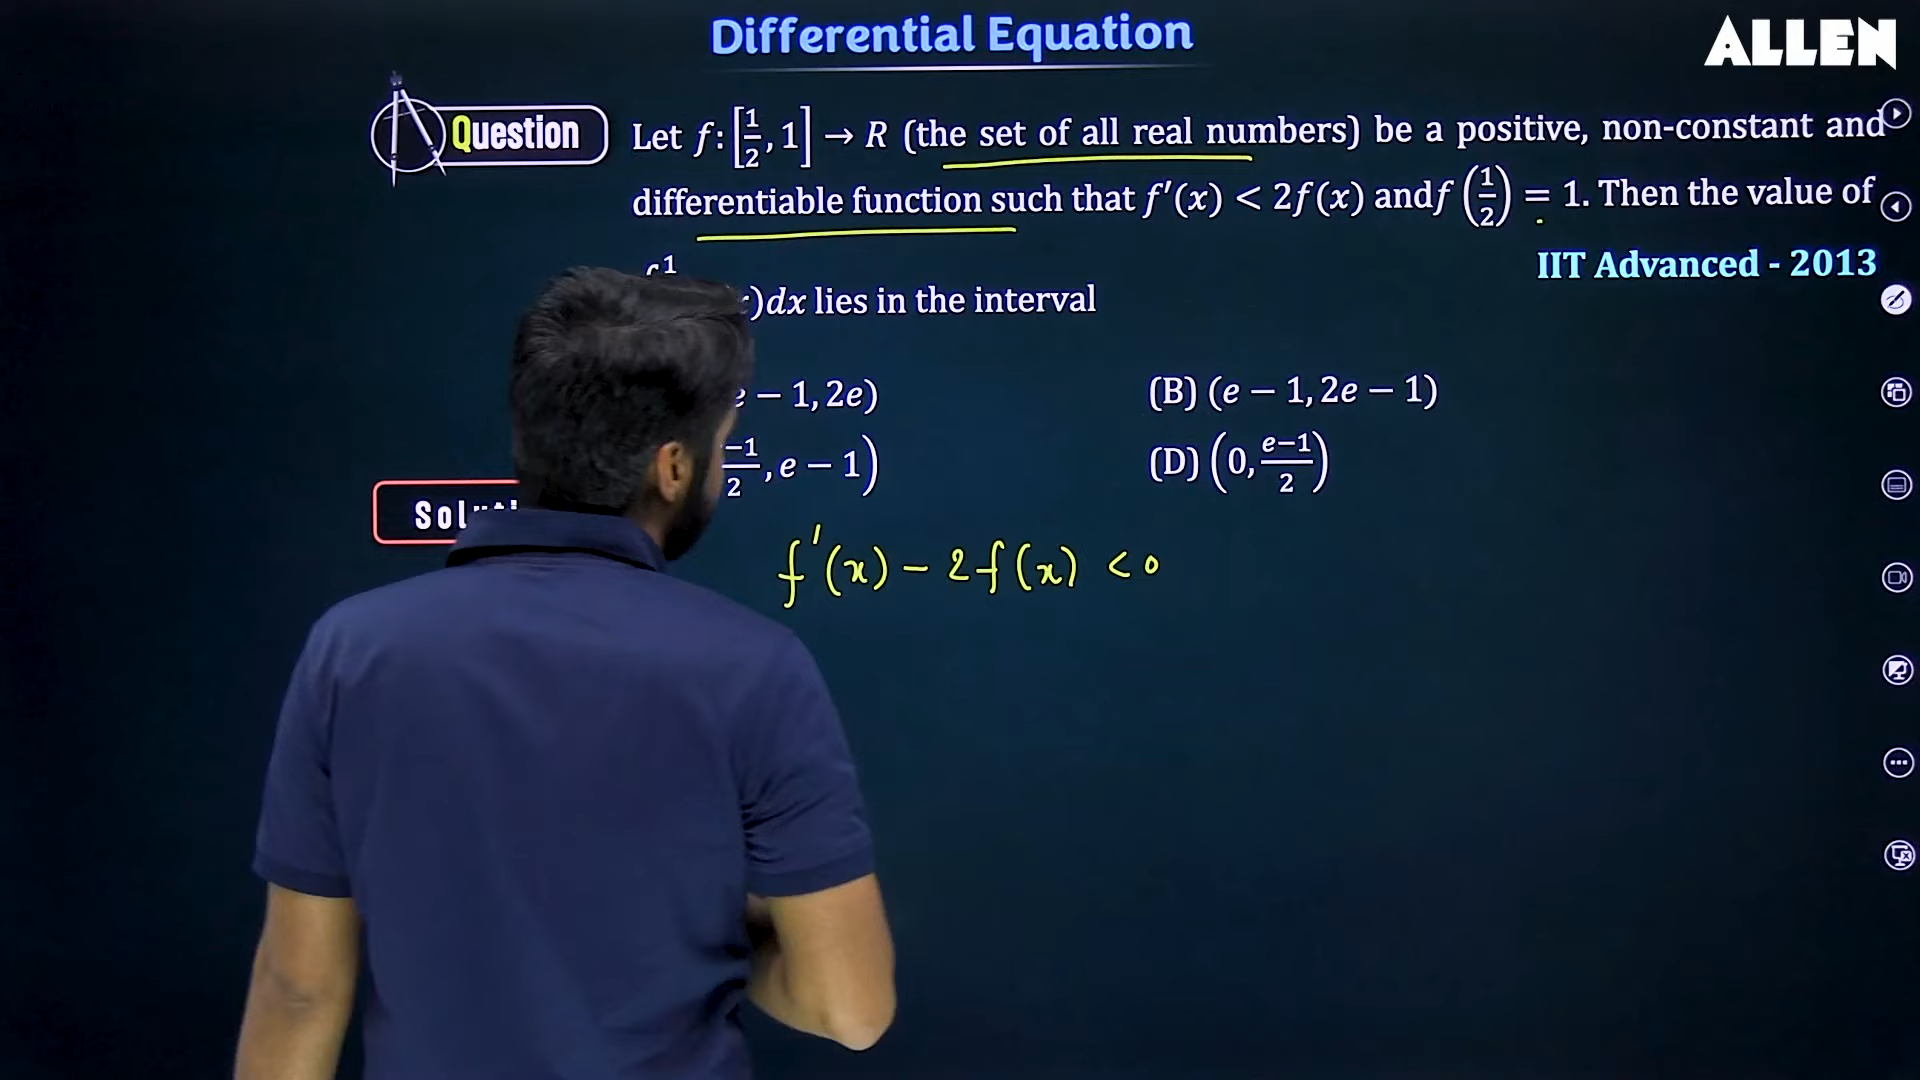 Differential Equation
ALLEN
Question
Let f: [1/2, 1] → R (the set of all real numbers) be a positive, non-constant and
differentiable function such that f′(x) < 2f(x) and f (1/2) = 1. Then the value of
IIT Advanced - 2013
)dx lies in the interval
− 1, 2e)
(B) (e − 1, 2e − 1)
, e − 1)
(D) (0, e−1/2)
f′(x) − 2f(x) < 0